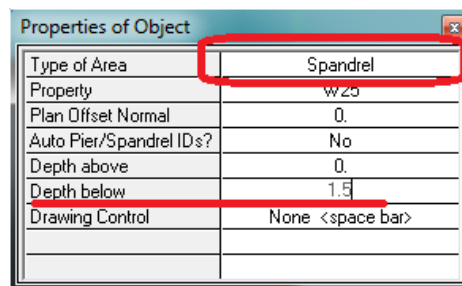 Properties of Object
Type of Area Spandrel
Property W25
Plan Offset Normal 0.
Auto Pier/Spandrel IDs? No
Depth above 0.
Depth below 1.5
Drawing Control None <space bar>